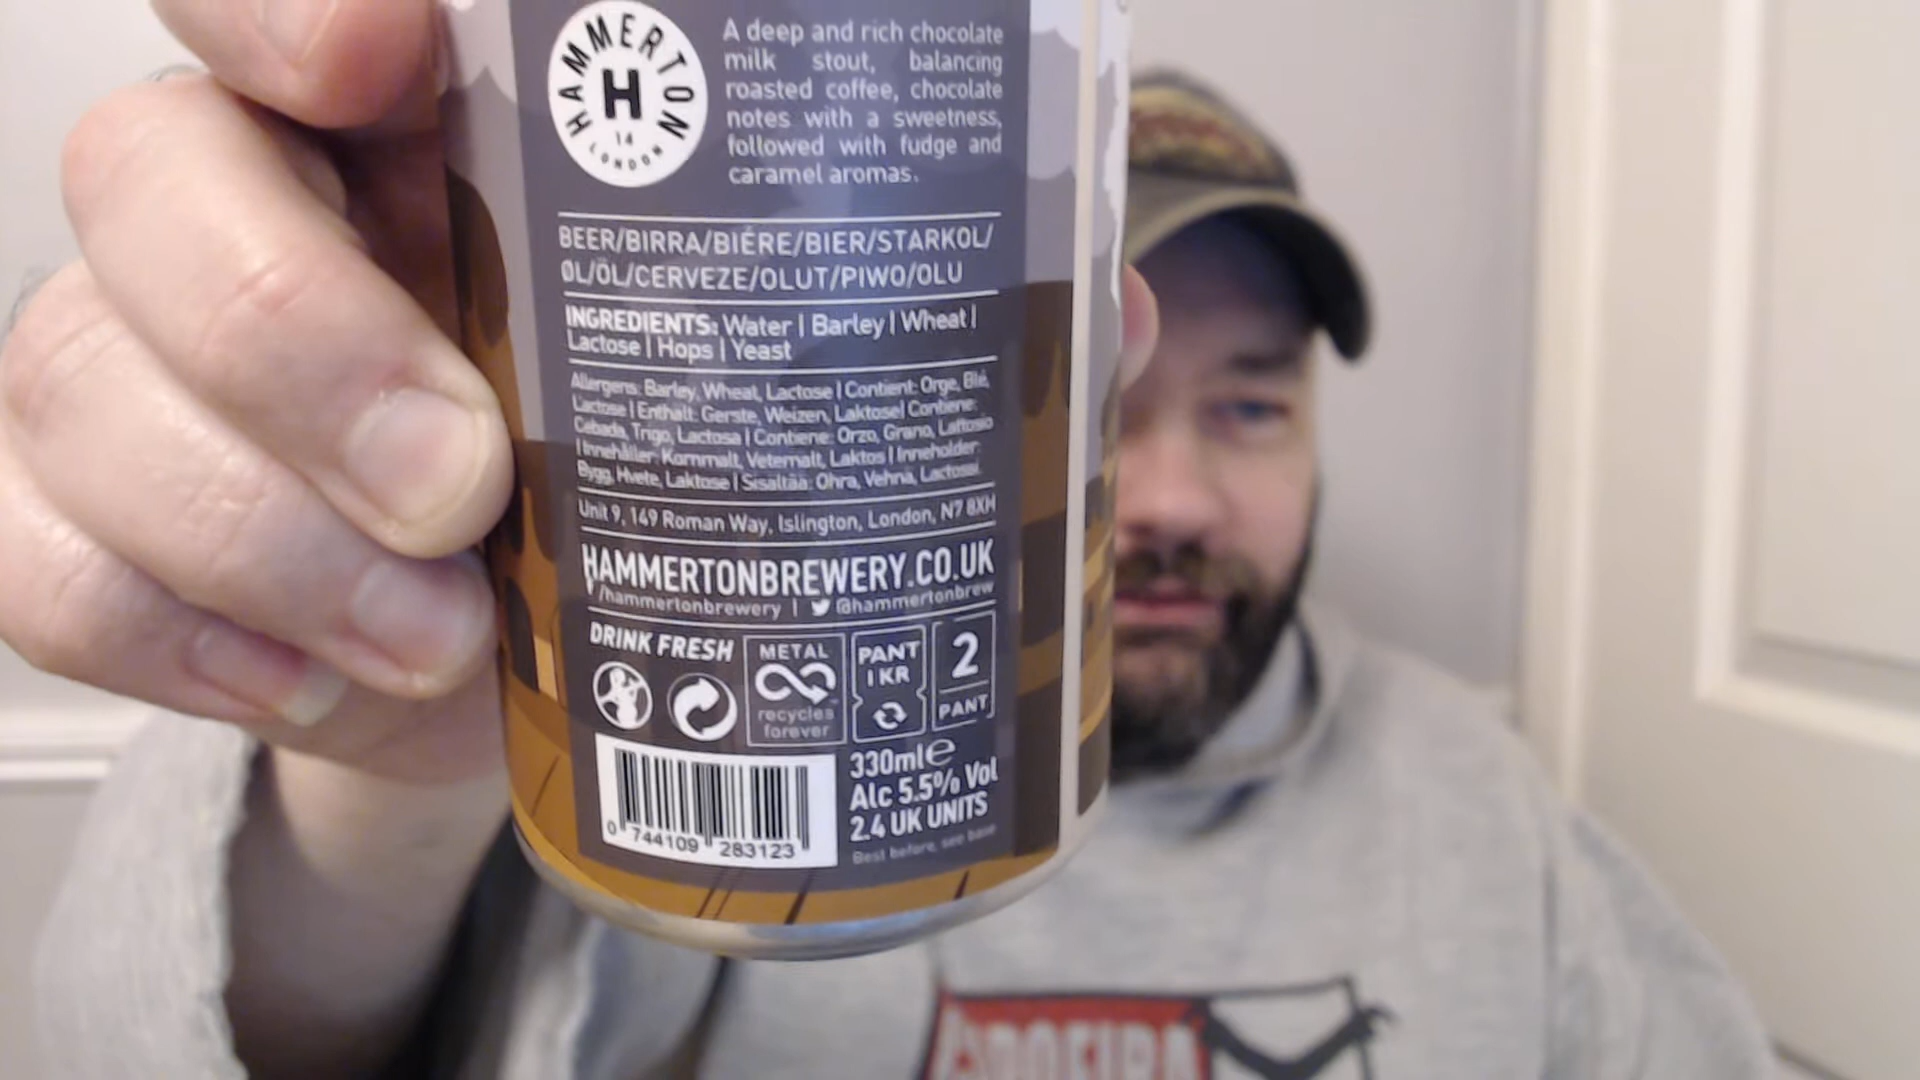 HAMMERTON
H
14
LONDON
A deep and rich chocolate
milk stout, balancing
roasted coffee, chocolate
notes with a sweetness,
followed with fudge and
caramel aromas.
BEER/BIRRA/BIÉRE/BIER/STARKOL/
ØL/ÖL/CERVEZE/OLUT/PIWO/OLU
INGREDIENTS: Water | Barley | Wheat |
Lactose | Hops | Yeast
Allergens: Barley, Wheat, Lactose | Contient: Orge, Blé,
Lactose | Enthalt: Gerste, Weizen, Laktose| Contiene:
Cebada, Trigo, Lactosa | Contiene: Orzo, Grano, Lattosio
| Innehåller: Kornmalt, Vetemalt, Laktos | Inneholder:
Bygg, Hvete, Laktose | Sisältää: Ohra, Vehnä, Lactossi.
Unit 9, 149 Roman Way, Islington, London, N7 8XH
HAMMERTONBREWERY.CO.UK
f/hammertonbrewery | @hammertonbrew
DRINK FRESH
METAL
recycles
forever
PANT
1 KR
2
PANT
330ml℮
Alc 5.5% Vol
2.4 UK UNITS
Best before, see base
0 744109 283123